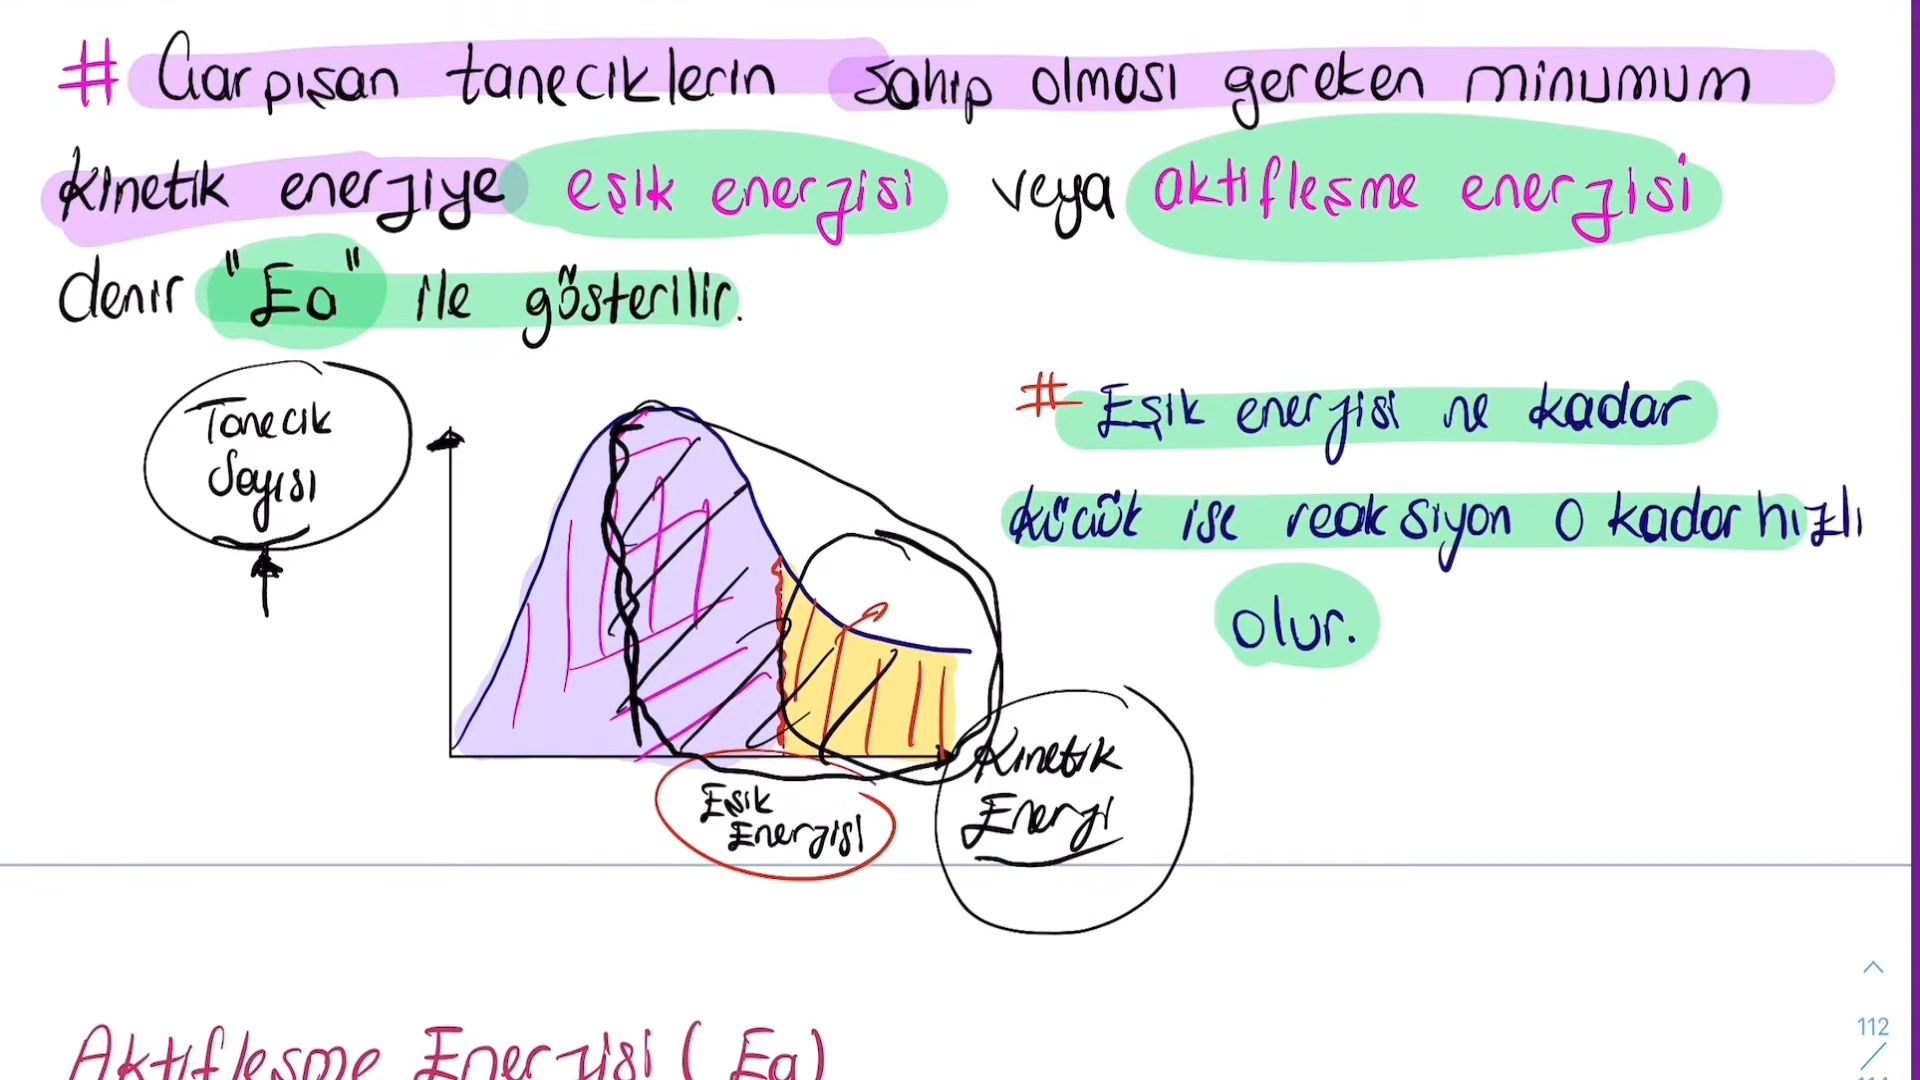 # Çarpışan taneciklerin sahip olması gereken minumum
kinetik enerjiye eşik enerjisi veya aktifleşme enerjisi
denir "Ea" ile gösterilir.
Tanecik
Sayısı
# Eşik enerjisi ne kadar
küçük ise reaksiyon o kadar hızlı
olur.
Eşik
Enerjisi
Kinetik
Enerji
Aktifleşme Enerjisi (Ea)
112
/